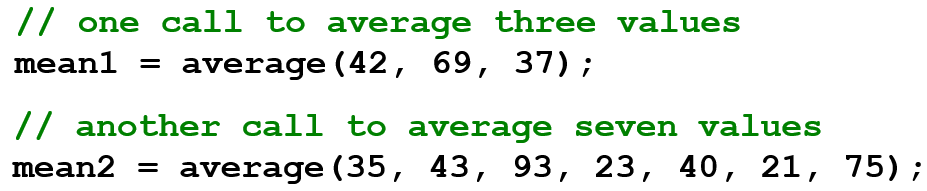 // one call to average three values
mean1 = average(42, 69, 37);
// another call to average seven values
mean2 = average(35, 43, 93, 23, 40, 21, 75);